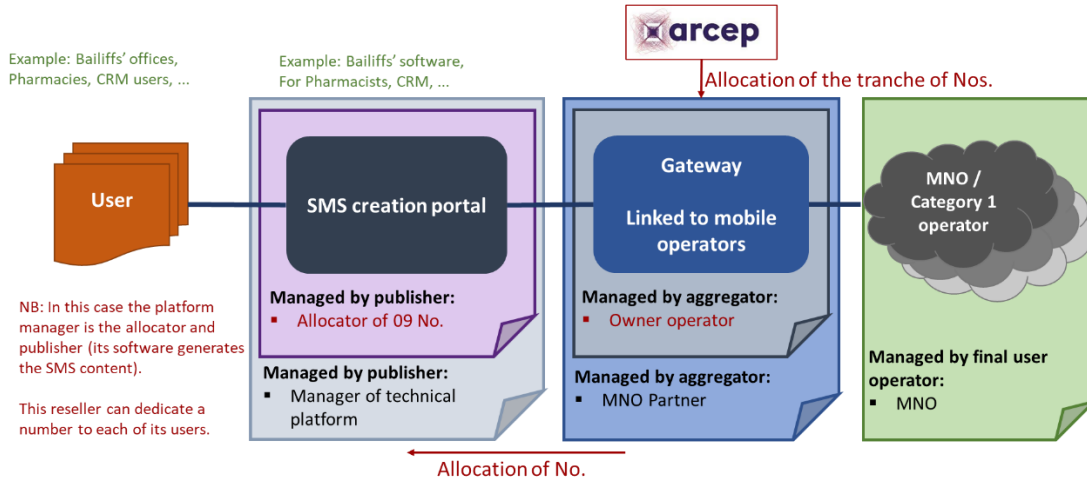 arcep
Example: Bailiffs' offices,
Pharmacies, CRM users, ...
Example: Bailiffs' software,
For Pharmacists, CRM, ...
Allocation of the tranche of Nos.
User
SMS creation portal
Gateway
Linked to mobile
operators
MNO /
Category 1
operator
Managed by publisher:
▪ Allocator of 09 No.
Managed by aggregator:
▪ Owner operator
NB: In this case the platform
manager is the allocator and
publisher (its software generates
the SMS content).
This reseller can dedicate a
number to each of its users.
Managed by publisher:
▪ Manager of technical
platform
Managed by aggregator:
▪ MNO Partner
Managed by final user
operator:
▪ MNO
Allocation of No.